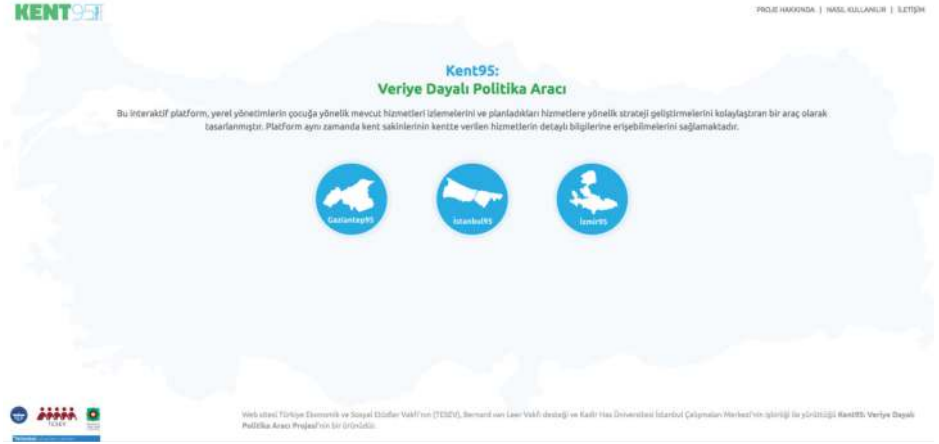 KENT95
PROJE HAKKINDA | NASIL KULLANILIR | İLETİŞİM
Kent95:
Veriye Dayalı Politika Aracı
Bu interaktif platform, yerel yönetimlerin çocuğa yönelik mevcut hizmetleri izlemelerini ve planladıkları hizmetlere yönelik strateji geliştirmelerini kolaylaştıran bir araç olarak
tasarlanmıştır. Platform aynı zamanda kent sakinlerinin kentte verilen hizmetlerin detaylı bilgilerine erişebilmelerini sağlamaktadır.
Gaziantep95
İstanbul95
İzmir95
TESEV
Web sitesi Türkiye Ekonomik ve Sosyal Etüdler Vakfı'nın (TESEV), Bernard van Leer Vakfı desteği ve Kadir Has Üniversitesi İstanbul Çalışmaları Merkezi'nin işbirliği ile yürüttüğü Kent95: Veriye Dayalı
Politika Aracı Projesi'nin bir ürünüdür.